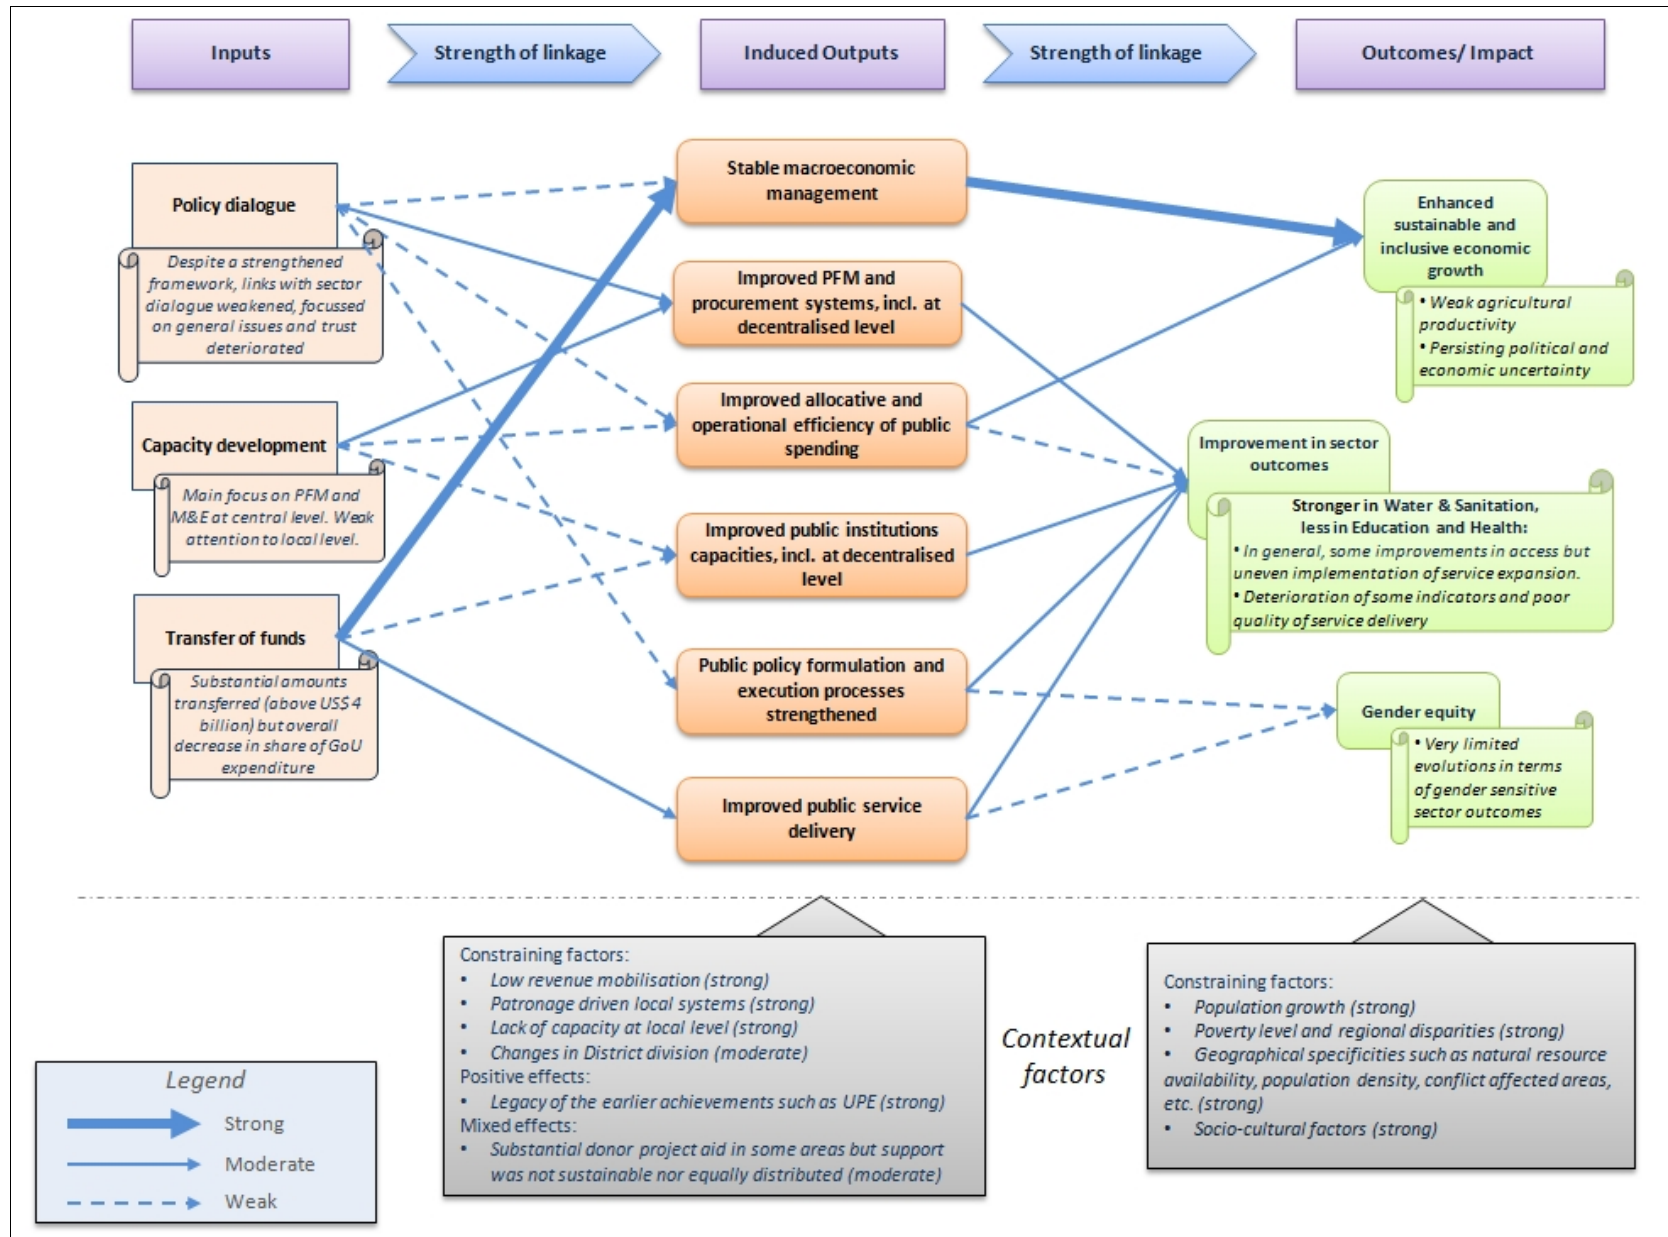 Inputs
Strength of linkage
Induced Outputs
Strength of linkage
Outcomes/ Impact
Policy dialogue
Despite a strengthened
framework, links with sector
dialogue weakened, focussed
on general issues and trust
deteriorated
Capacity development
Main focus on PFM and
M&E at central level. Weak
attention to local level.
Transfer of funds
Substantial amounts
transferred (above US$ 4
billion) but overall
decrease in share of GoU
expenditure
Stable macroeconomic
management
Improved PFM and
procurement systems, incl. at
decentralised level
Improved allocative and
operational efficiency of public
spending
Improved public institutions
capacities, incl. at decentralised
level
Public policy formulation and
execution processes
strengthened
Improved public service
delivery
Enhanced
sustainable and
inclusive economic
growth
• Weak agricultural
productivity
• Persisting political and
economic uncertainty
Improvement in sector
outcomes
Stronger in Water & Sanitation,
less in Education and Health:
• In general, some improvements in access but
uneven implementation of service expansion.
• Deterioration of some indicators and poor
quality of service delivery
Gender equity
• Very limited
evolutions in terms
of gender sensitive
sector outcomes
Legend
Strong
Moderate
Weak
Constraining factors:
• Low revenue mobilisation (strong)
• Patronage driven local systems (strong)
• Lack of capacity at local level (strong)
• Changes in District division (moderate)
Positive effects:
• Legacy of the earlier achievements such as UPE (strong)
Mixed effects:
• Substantial donor project aid in some areas but support
was not sustainable nor equally distributed (moderate)
Contextual
factors
Constraining factors:
• Population growth (strong)
• Poverty level and regional disparities (strong)
• Geographical specificities such as natural resource
availability, population density, conflict affected areas,
etc. (strong)
• Socio-cultural factors (strong)